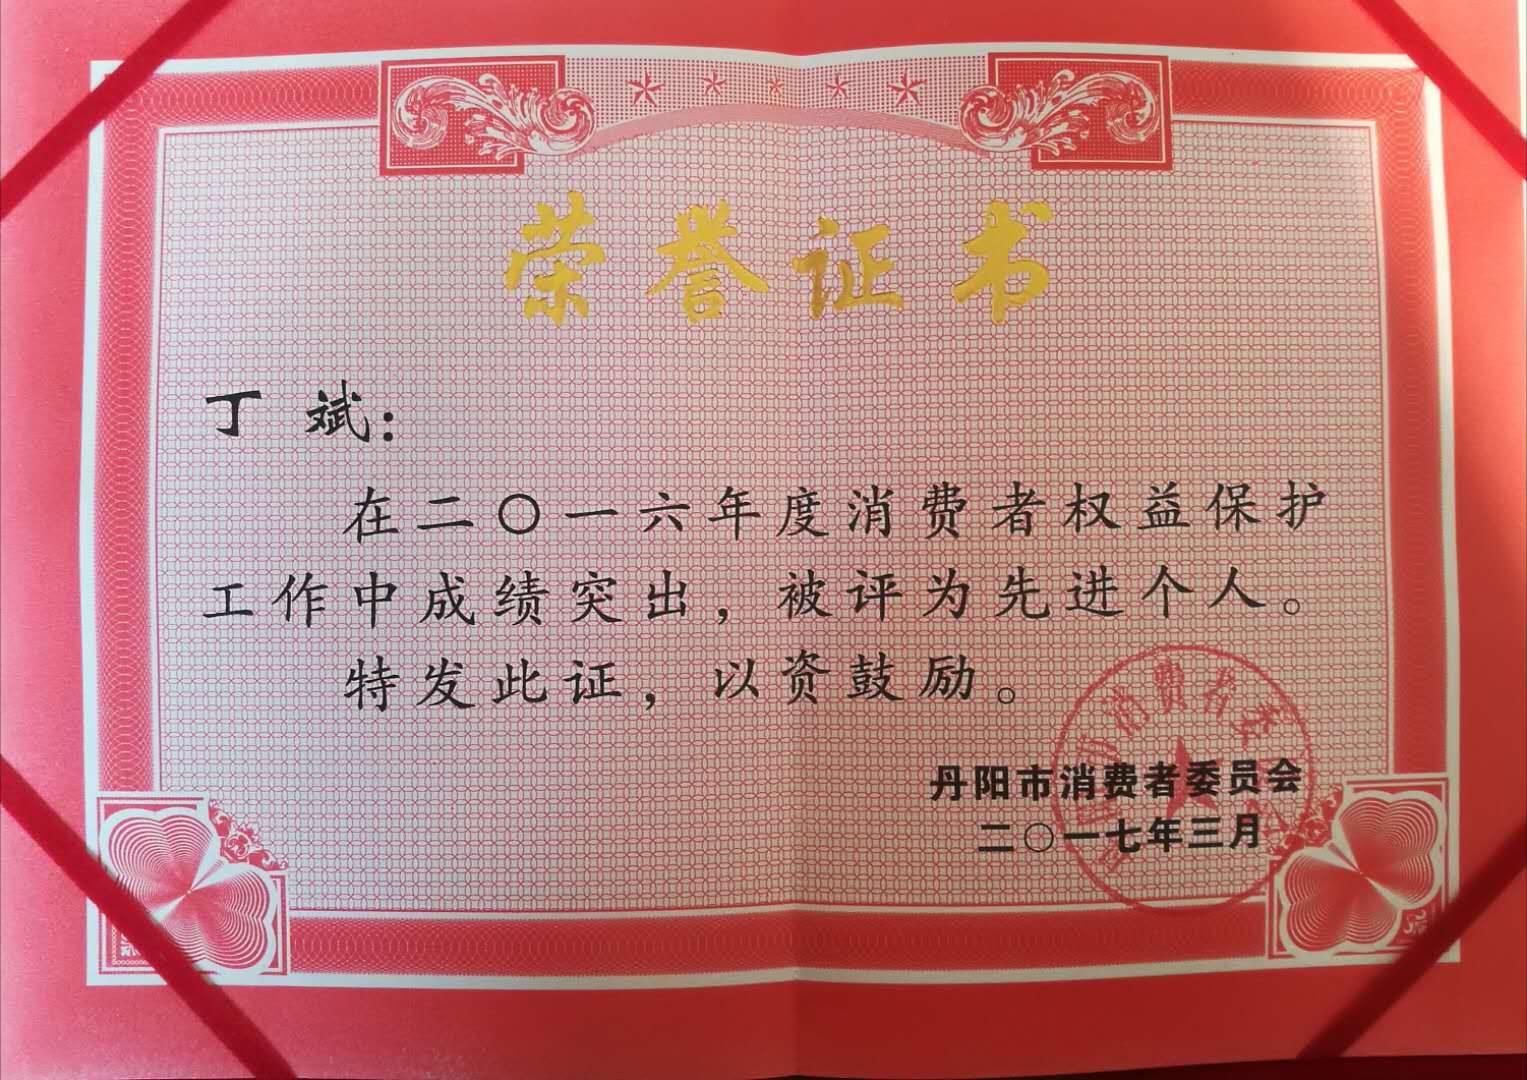 荣誉证书
丁斌：
在二〇一六年度消费者权益保护
工作中成绩突出，被评为先进个人。
特发此证，以资鼓励。
丹阳市消费者委员会
二〇一七年三月